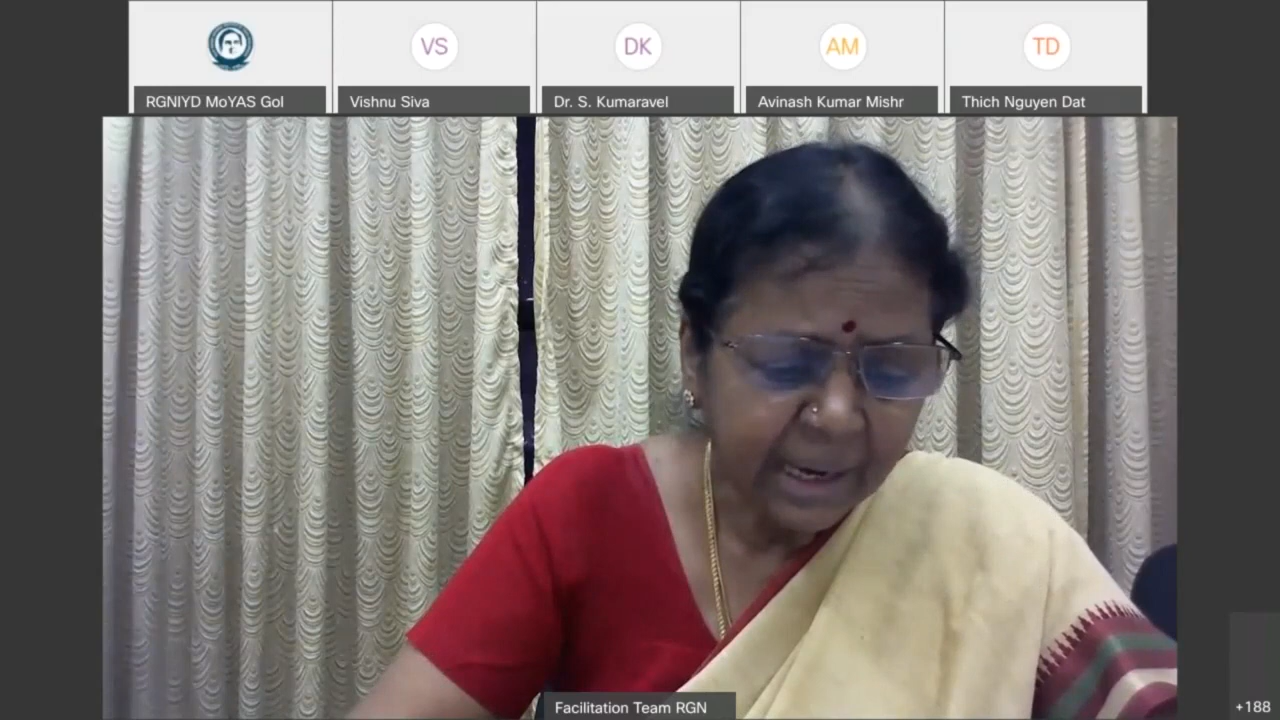 VS
DK
AM
TD
RGNIYD MoYAS GoI
Vishnu Siva
Dr. S. Kumaravel
Avinash Kumar Mishr
Thich Nguyen Dat
Facilitation Team RGN
+188